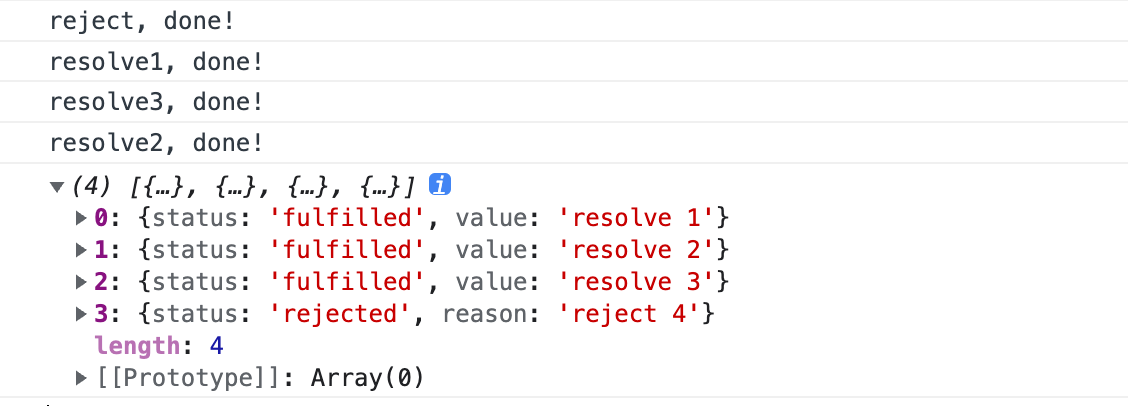 reject, done!
resolve1, done!
resolve3, done!
resolve2, done!
(4) [{…}, {…}, {…}, {…}] i
0: {status: 'fulfilled', value: 'resolve 1'}
1: {status: 'fulfilled', value: 'resolve 2'}
2: {status: 'fulfilled', value: 'resolve 3'}
3: {status: 'rejected', reason: 'reject 4'}
length: 4
[[Prototype]]: Array(0)